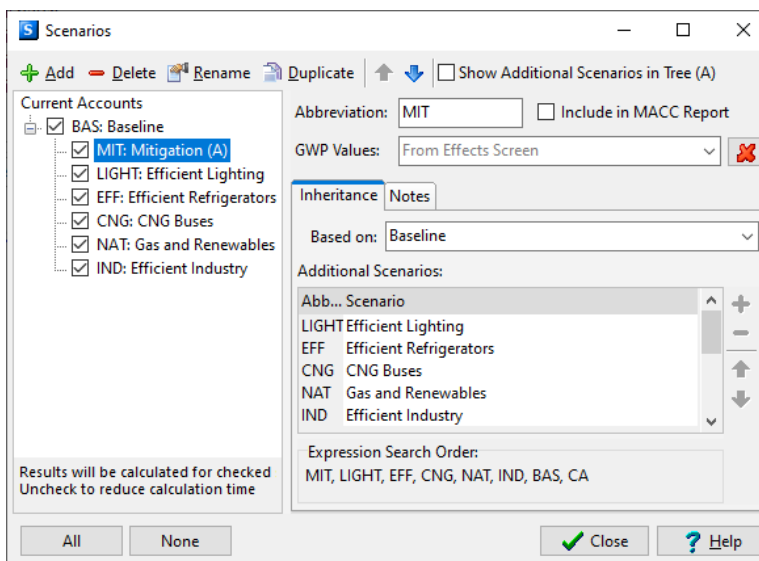 S Scenarios
Add Delete Rename Duplicate Show Additional Scenarios in Tree (A)
Current Accounts
BAS: Baseline
MIT: Mitigation (A)
LIGHT: Efficient Lighting
EFF: Efficient Refrigerators
CNG: CNG Buses
NAT: Gas and Renewables
IND: Efficient Industry
Results will be calculated for checked
Uncheck to reduce calculation time
Abbreviation: MIT Include in MACC Report
GWP Values: From Effects Screen
Inheritance Notes
Based on: Baseline
Additional Scenarios:
Abb... Scenario
LIGHT Efficient Lighting
EFF Efficient Refrigerators
CNG CNG Buses
NAT Gas and Renewables
IND Efficient Industry
Expression Search Order:
MIT, LIGHT, EFF, CNG, NAT, IND, BAS, CA
All None Close ? Help